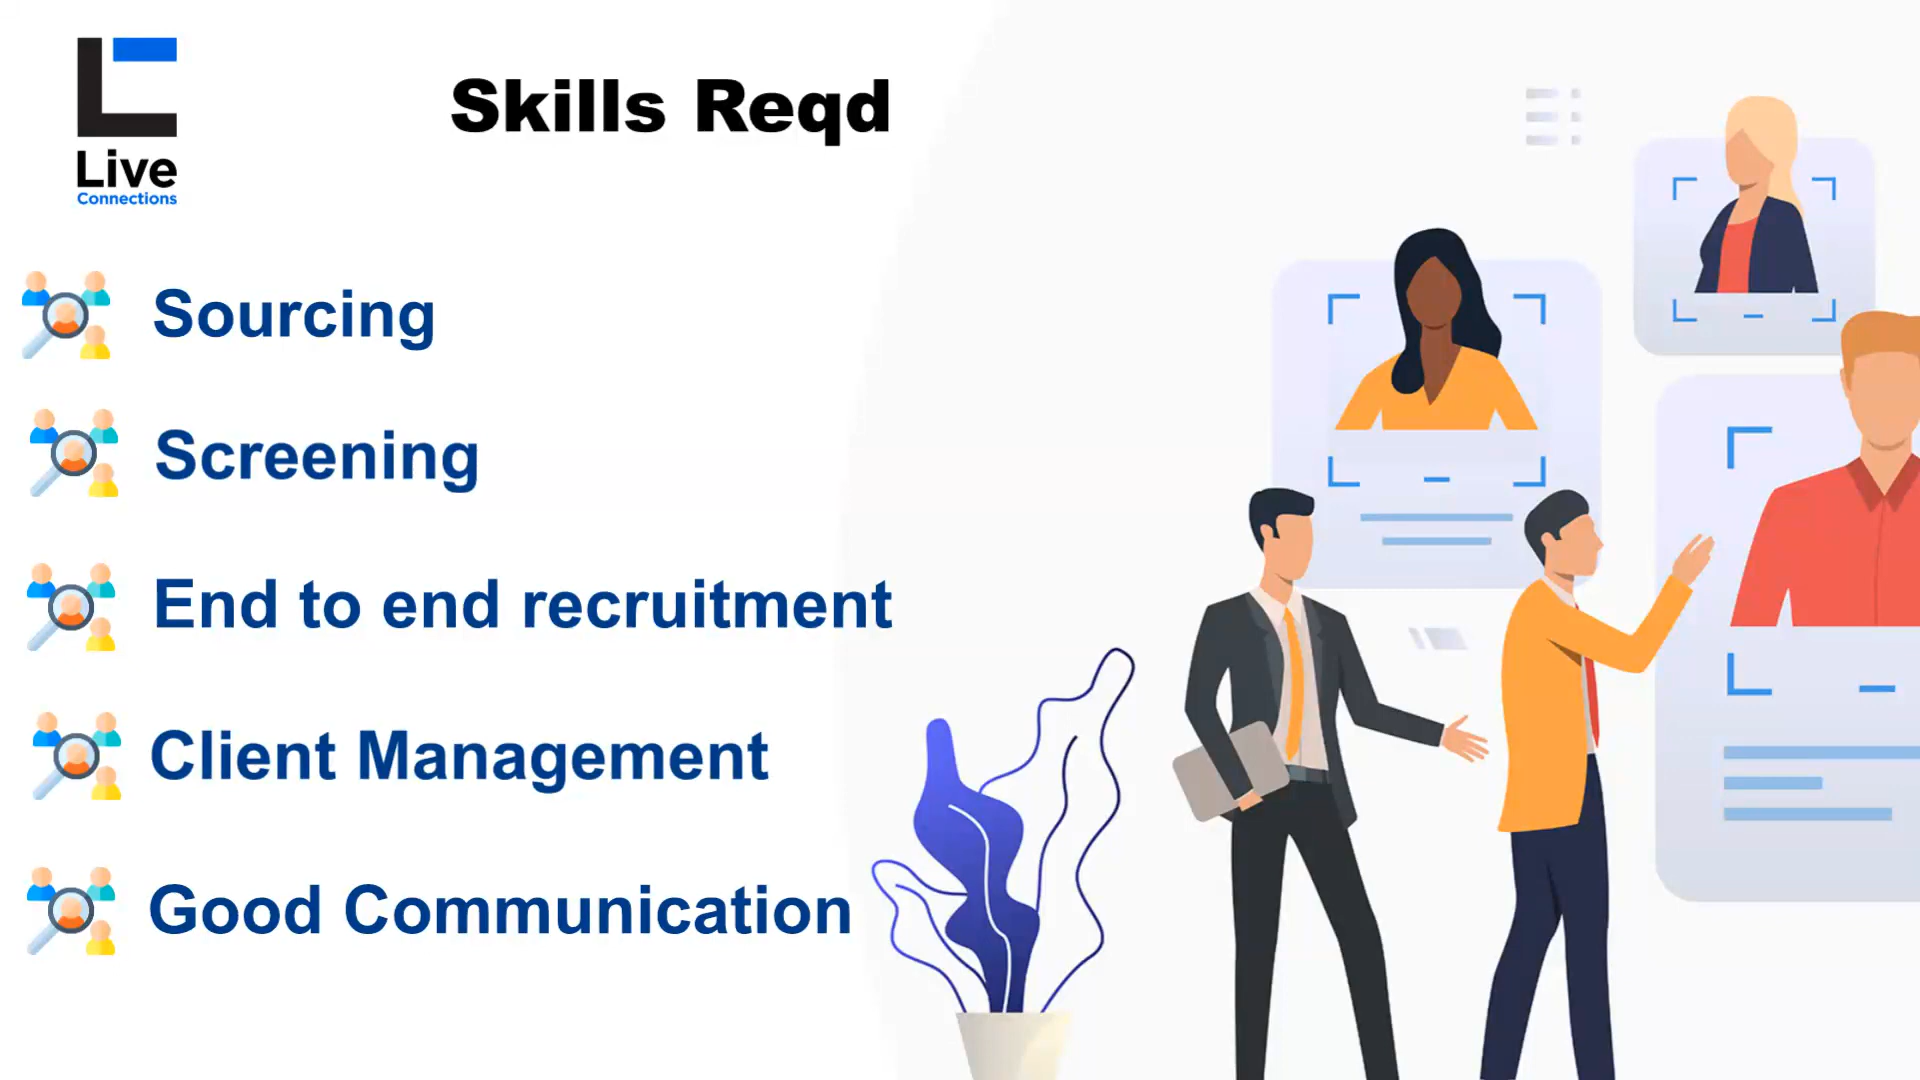 Live
Connections
Skills Reqd
Sourcing
Screening
End to end recruitment
Client Management
Good Communication